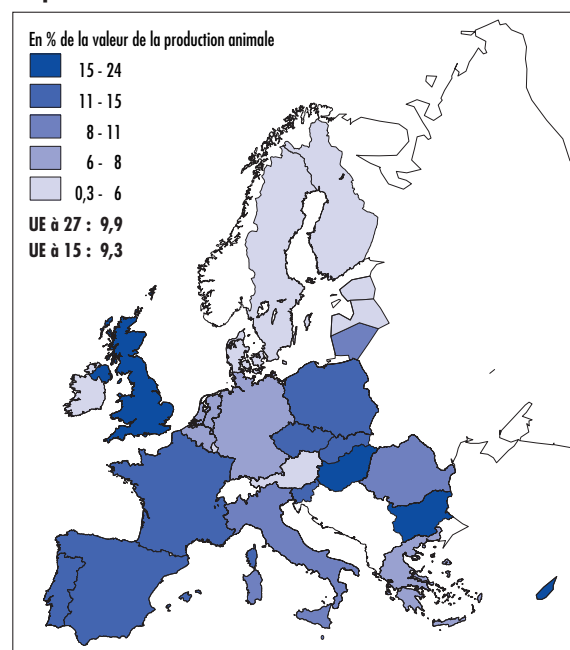 En % de la valeur de la production animale
15 - 24
11 - 15
8 - 11
6 - 8
0,3 - 6
UE à 27 : 9,9
UE à 15 : 9,3